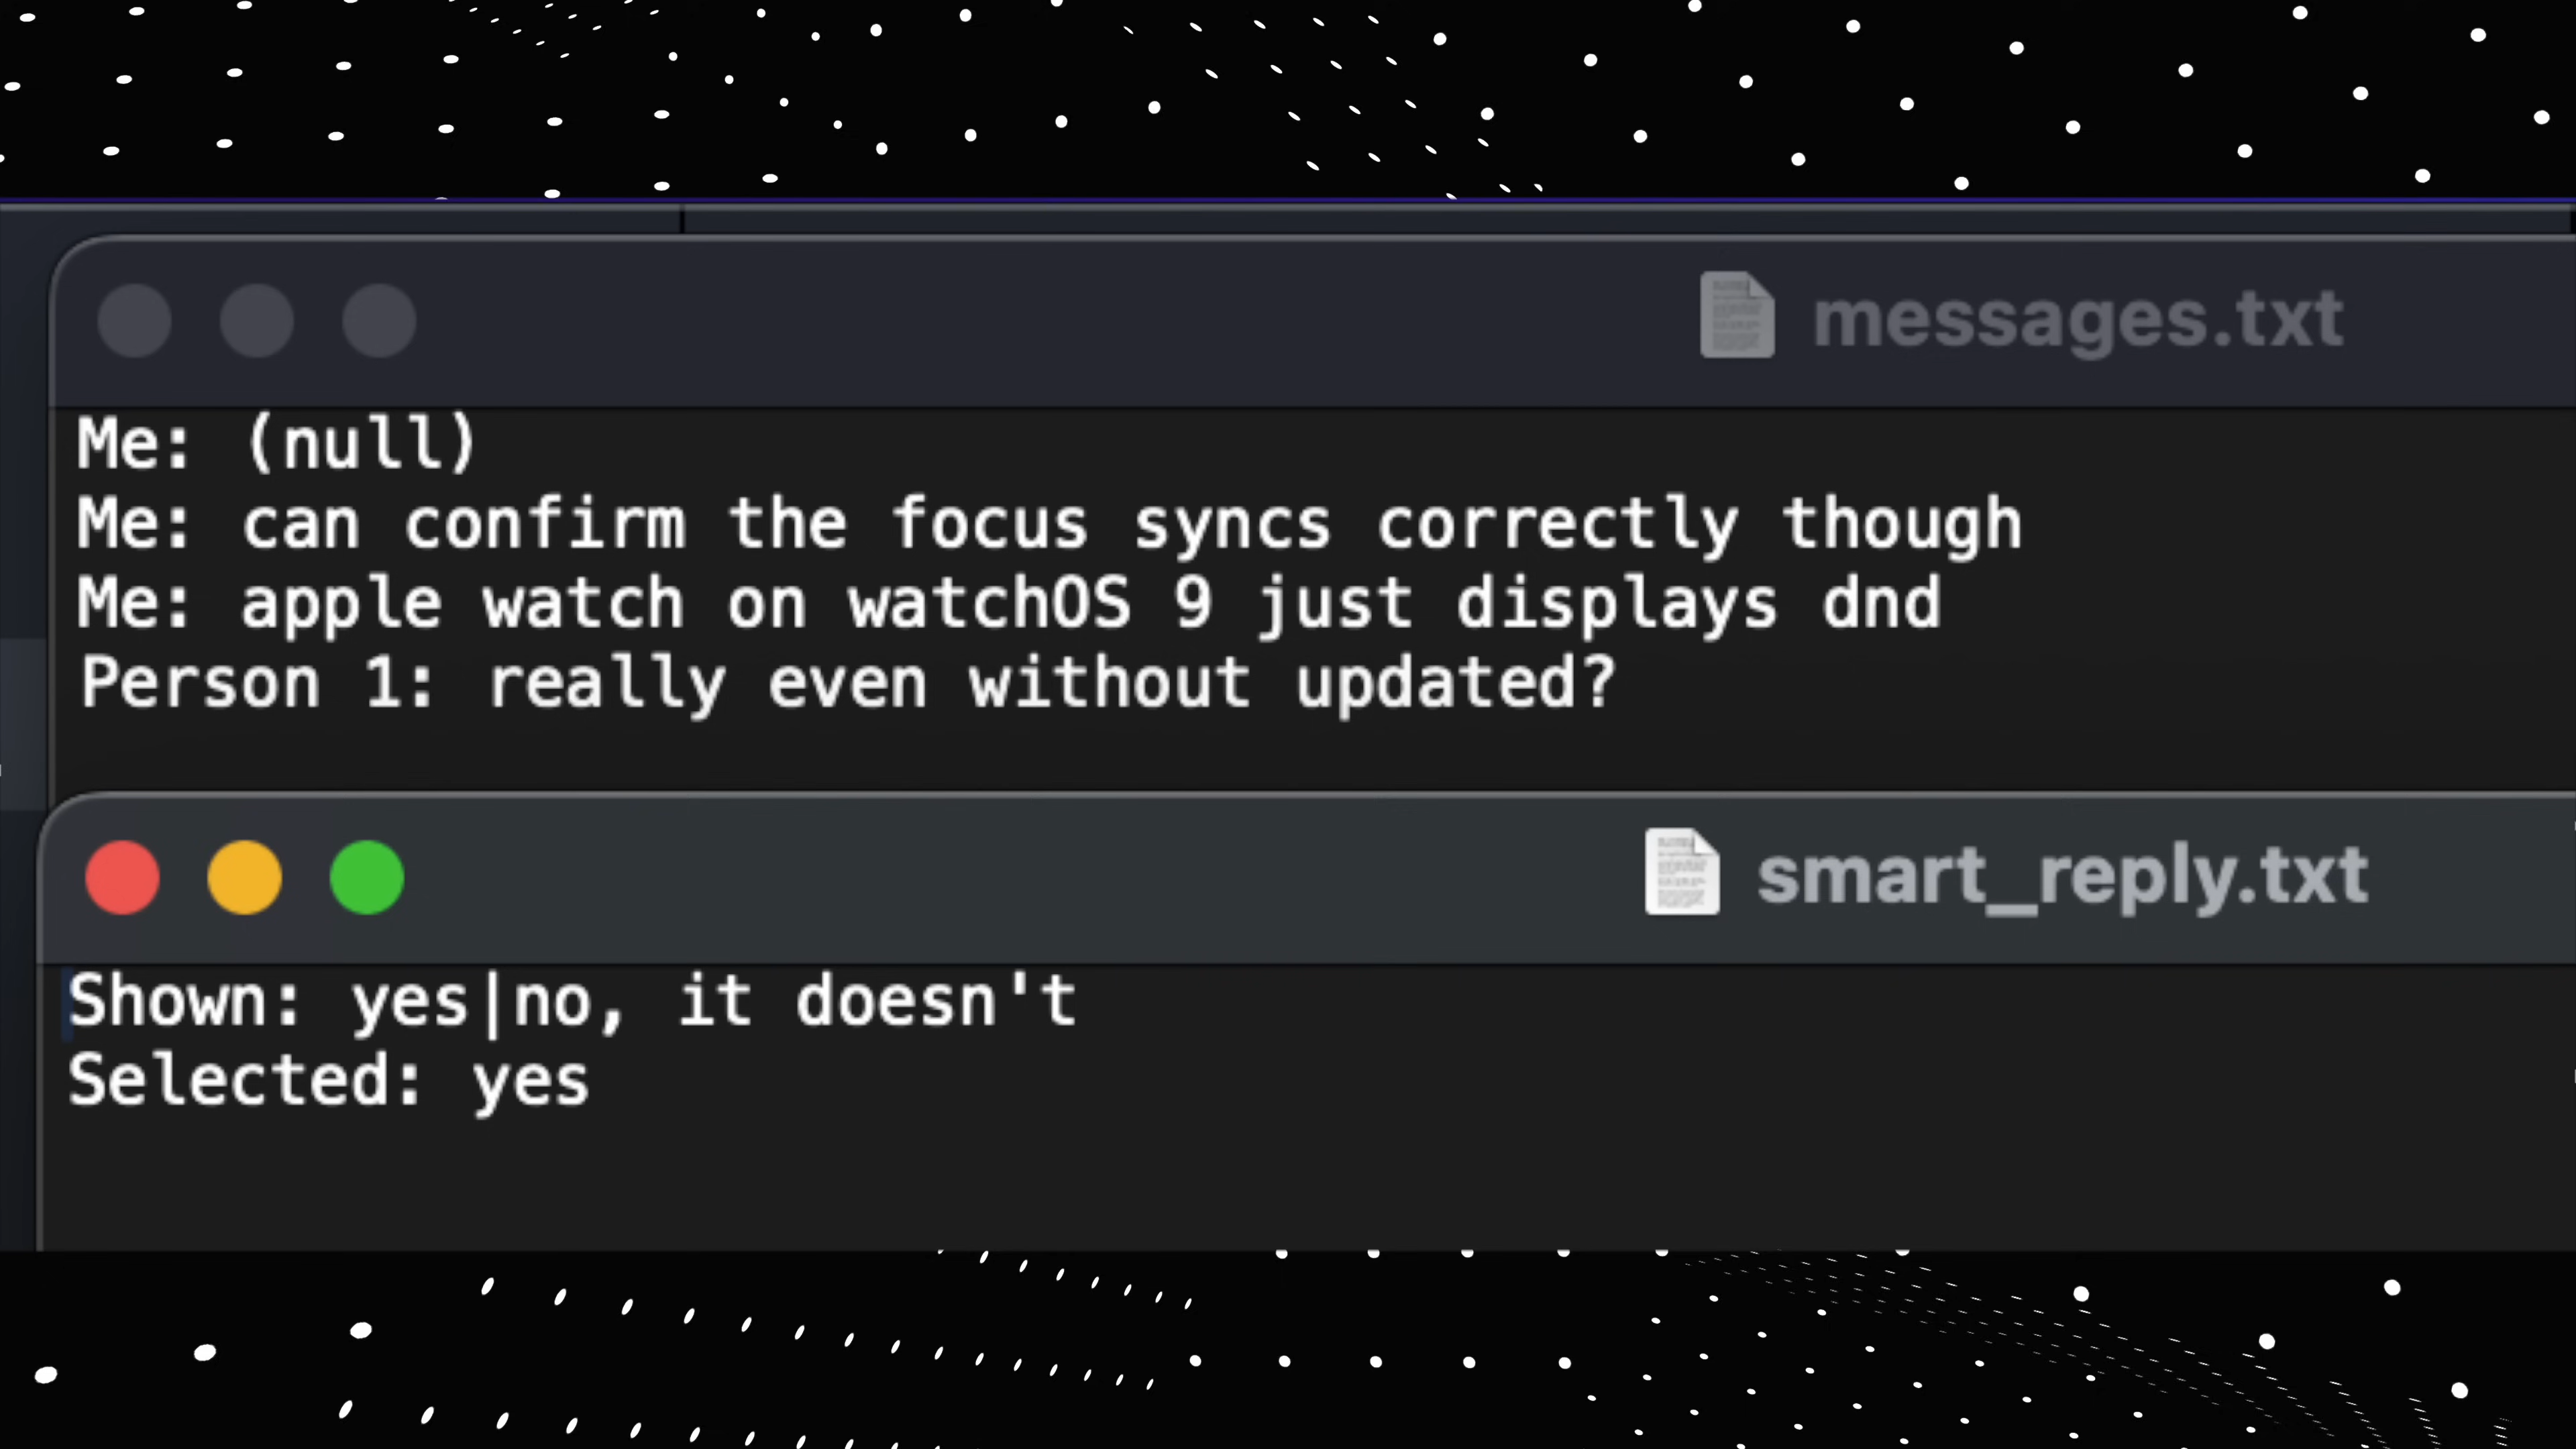 messages.txt
Me: (null)
Me: can confirm the focus syncs correctly though
Me: apple watch on watchOS 9 just displays dnd
Person 1: really even without updated?
smart_reply.txt
Shown: yes|no, it doesn't
Selected: yes